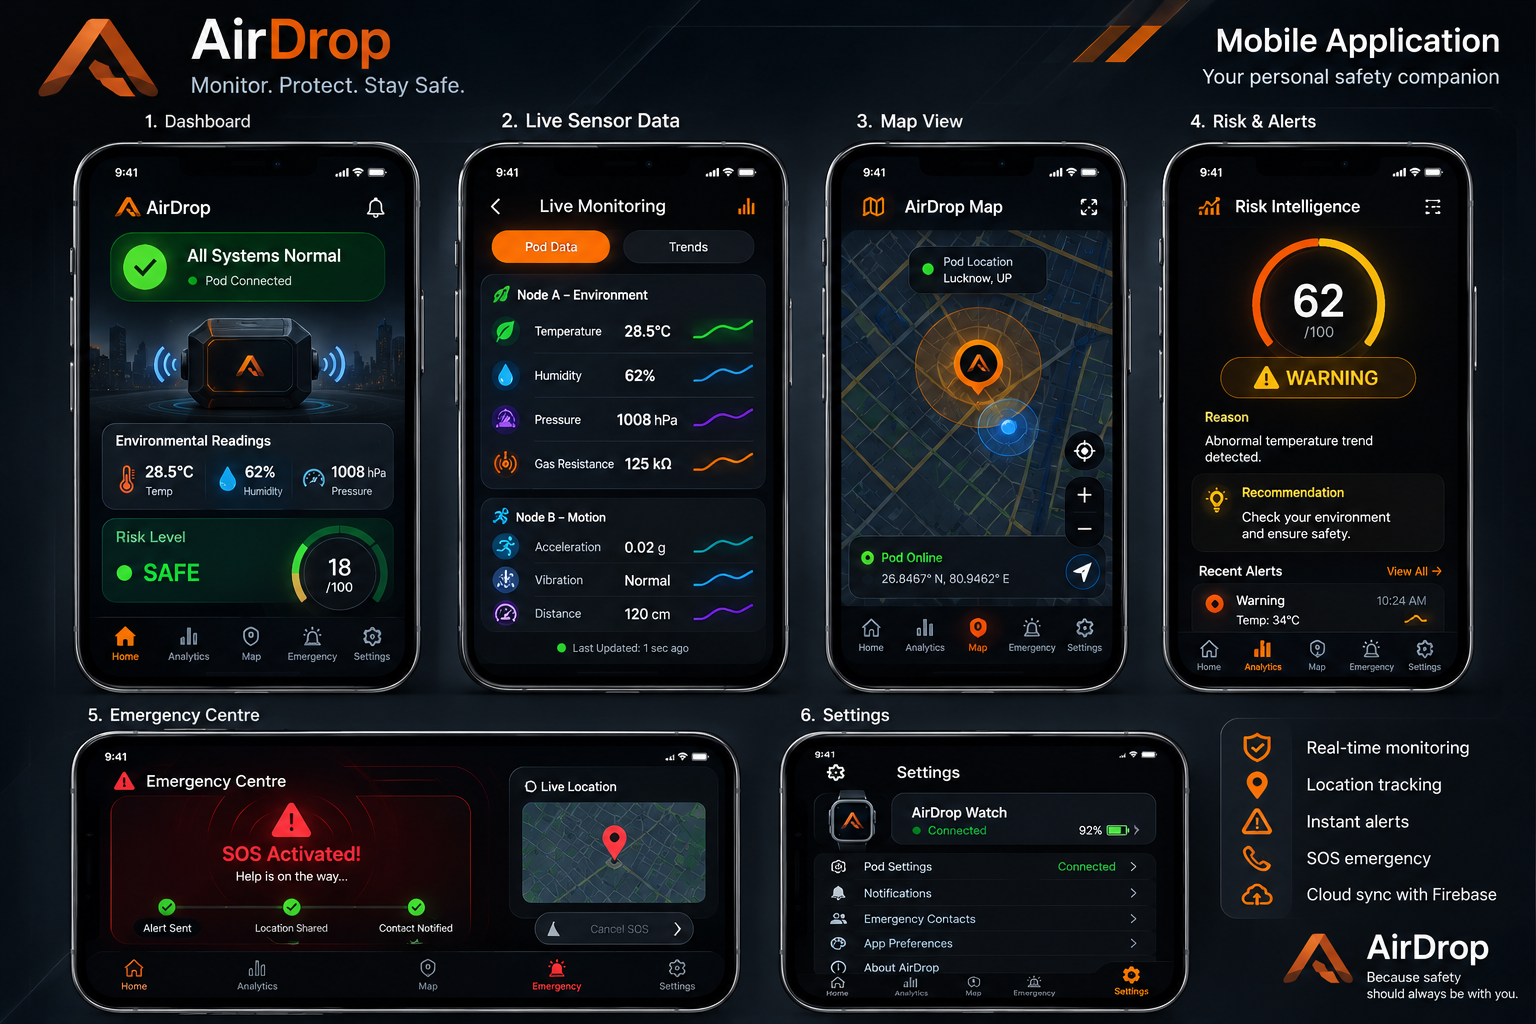 AirDrop
Monitor. Protect. Stay Safe.
Mobile Application
Your personal safety companion
1. Dashboard
9:41
AirDrop
All Systems Normal
Pod Connected
Environmental Readings
28.5°C
Temp
62%
Humidity
1008 hPa
Pressure
Risk Level
SAFE
18
/100
Home
Analytics
Map
Emergency
Settings
2. Live Sensor Data
9:41
Live Monitoring
Pod Data
Trends
Node A – Environment
Temperature 28.5°C
Humidity 62%
Pressure 1008 hPa
Gas Resistance 125 kΩ
Node B – Motion
Acceleration 0.02 g
Vibration Normal
Distance 120 cm
Last Updated: 1 sec ago
3. Map View
9:41
AirDrop Map
Pod Location
Lucknow, UP
+
−
Pod Online
26.8467° N, 80.9462° E
Home
Analytics
Map
Emergency
Settings
4. Risk & Alerts
9:41
Risk Intelligence
62
/100
WARNING
Reason
Abnormal temperature trend
detected.
Recommendation
Check your environment
and ensure safety.
Recent Alerts
View All →
Warning
10:24 AM
Temp: 34°C
Home
Analytics
Map
Emergency
Settings
5. Emergency Centre
9:41
Emergency Centre
SOS Activated!
Help is on the way...
Alert Sent
Location Shared
Contact Notified
Live Location
Cancel SOS
Home
Analytics
Map
Emergency
Settings
6. Settings
9:41
Settings
AirDrop Watch
Connected
92%
Pod Settings
Connected
Notifications
Emergency Contacts
App Preferences
About AirDrop
Home
Analytics
Map
Emergency
Settings
Real-time monitoring
Location tracking
Instant alerts
SOS emergency
Cloud sync with Firebase
AirDrop
Because safety
should always be with you.